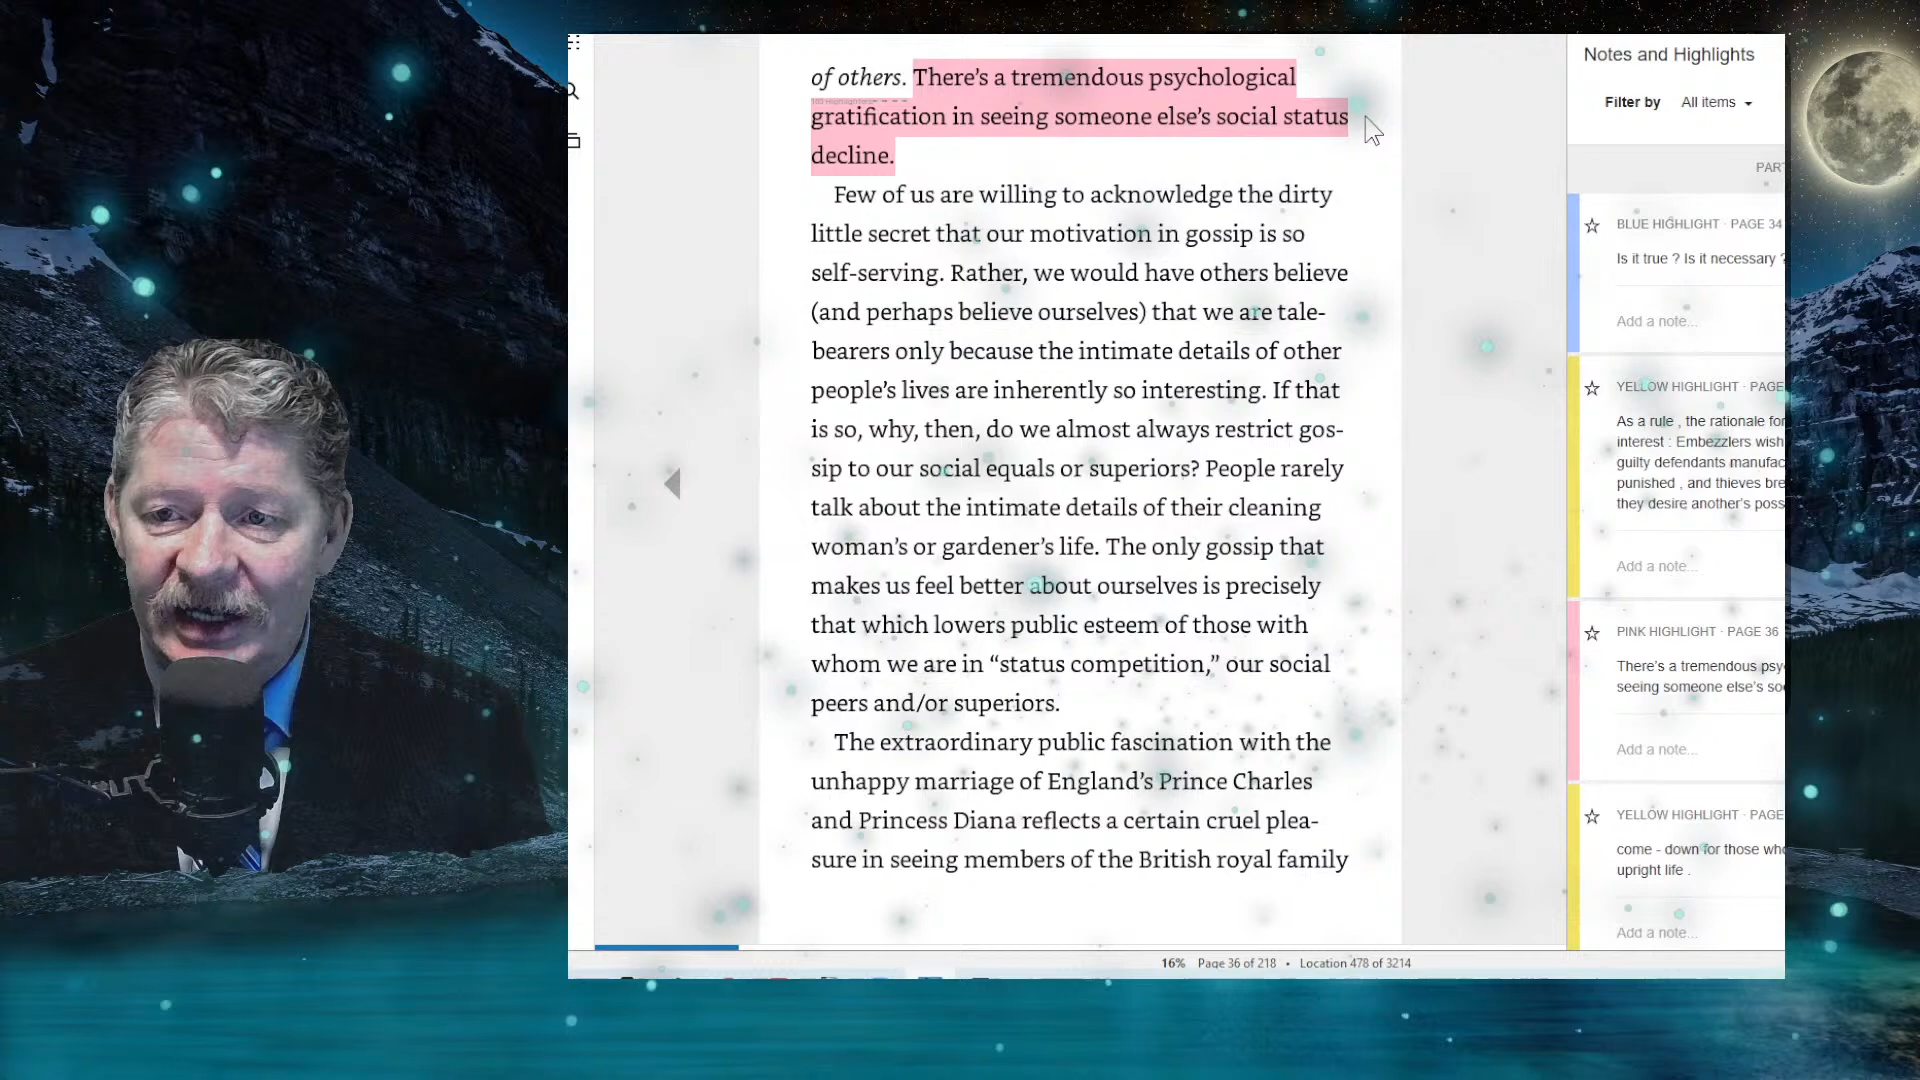 of others. There’s a tremendous psychological
gratification in seeing someone else’s social status
decline.
Few of us are willing to acknowledge the dirty
little secret that our motivation in gossip is so
self-serving. Rather, we would have others believe
(and perhaps believe ourselves) that we are tale-
bearers only because the intimate details of other
people’s lives are inherently so interesting. If that
is so, why, then, do we almost always restrict gos-
sip to our social equals or superiors? People rarely
talk about the intimate details of their cleaning
woman’s or gardener’s life. The only gossip that
makes us feel better about ourselves is precisely
that which lowers public esteem of those with
whom we are in “status competition,” our social
peers and/or superiors.
The extraordinary public fascination with the
unhappy marriage of England’s Prince Charles
and Princess Diana reflects a certain cruel plea-
sure in seeing members of the British royal family
16% Page 36 of 218 • Location 478 of 3214
Notes and Highlights
Filter by All items
PAR
BLUE HIGHLIGHT · PAGE 34
Is it true ? Is it necessary ?
Add a note...
YELLOW HIGHLIGHT · PAGE
As a rule , the rationale for
interest : Embezzlers wish
guilty defendants manufac
punished , and thieves bre
they desire another’s poss
Add a note...
PINK HIGHLIGHT · PAGE 36
There’s a tremendous psy
seeing someone else’s so
Add a note...
YELLOW HIGHLIGHT · PAGE
come - down for those who
upright life .
Add a note...